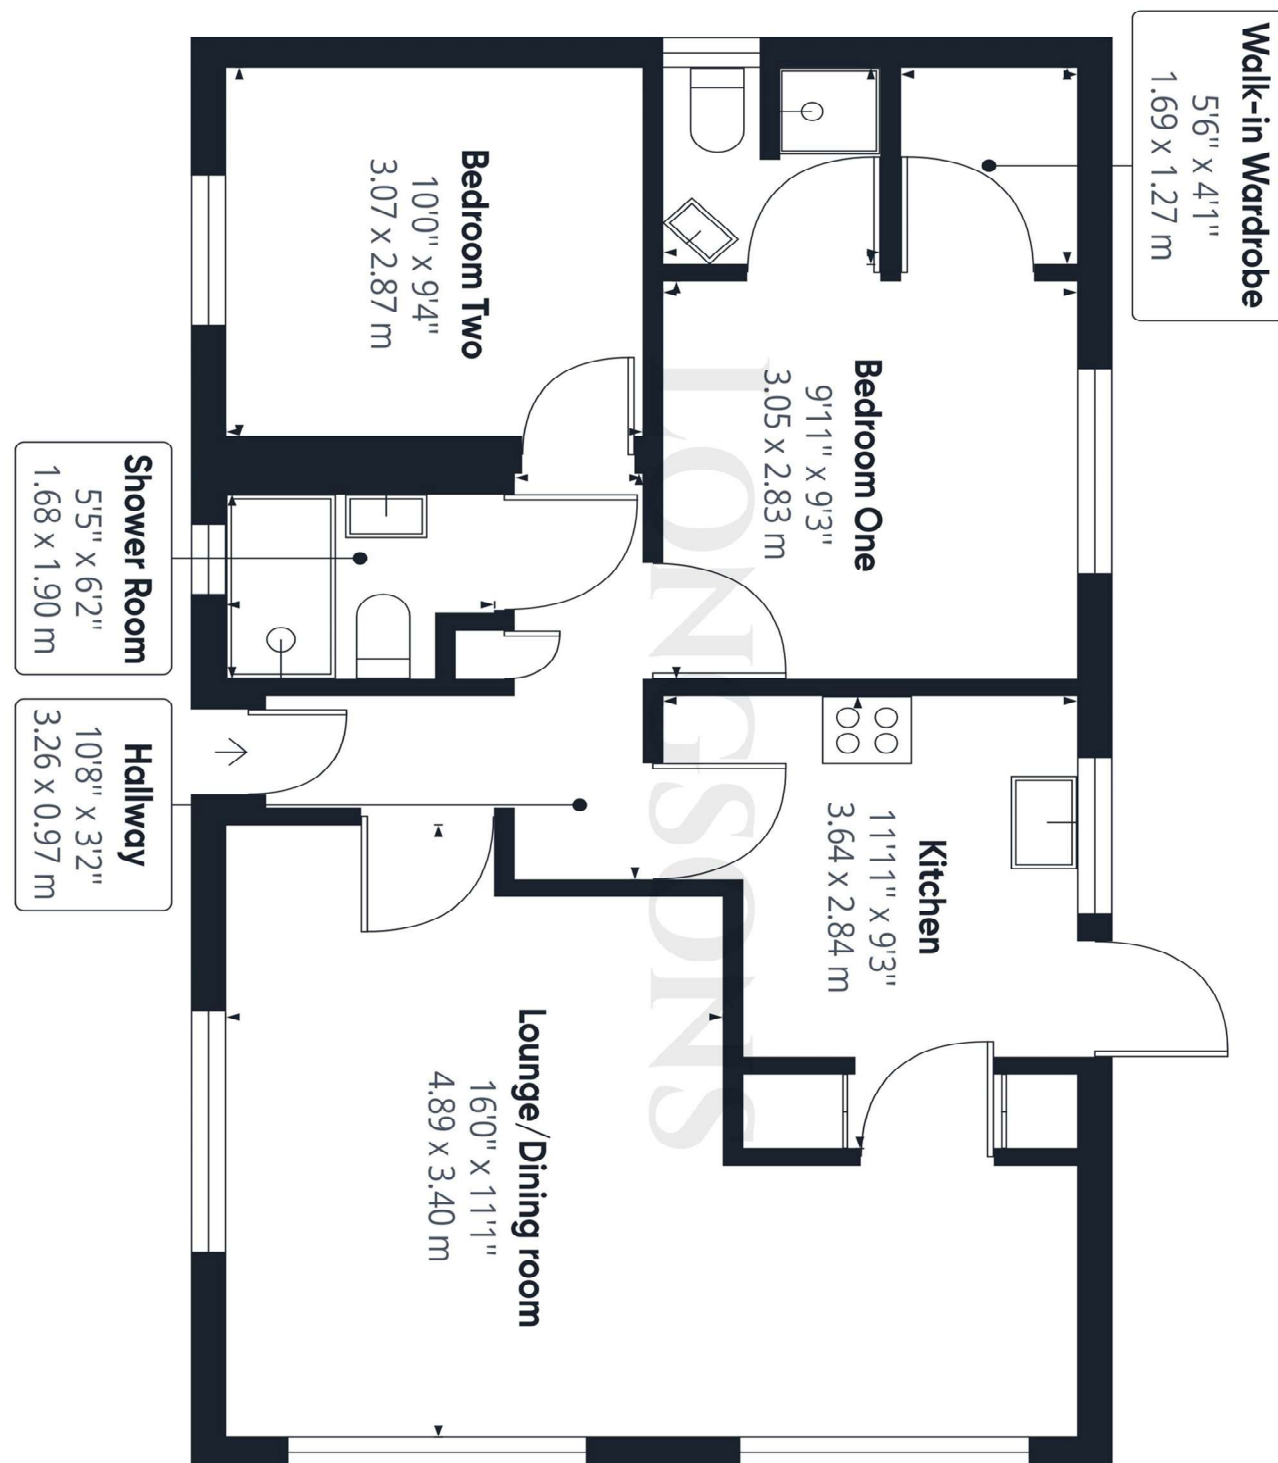 Walk-in Wardrobe
5'6" x 4'1"
1.69 x 1.27 m
Bedroom One
9'11" x 9'3"
3.05 x 2.83 m
Bedroom Two
10'0" x 9'4"
3.07 x 2.87 m
Kitchen
11'11" x 9'3"
3.64 x 2.84 m
LONGSONS
Lounge/Dining room
16'0" x 11'1"
4.89 x 3.40 m
Shower Room
5'5" x 6'2"
1.68 x 1.90 m
Hallway
10'8" x 3'2"
3.26 x 0.97 m